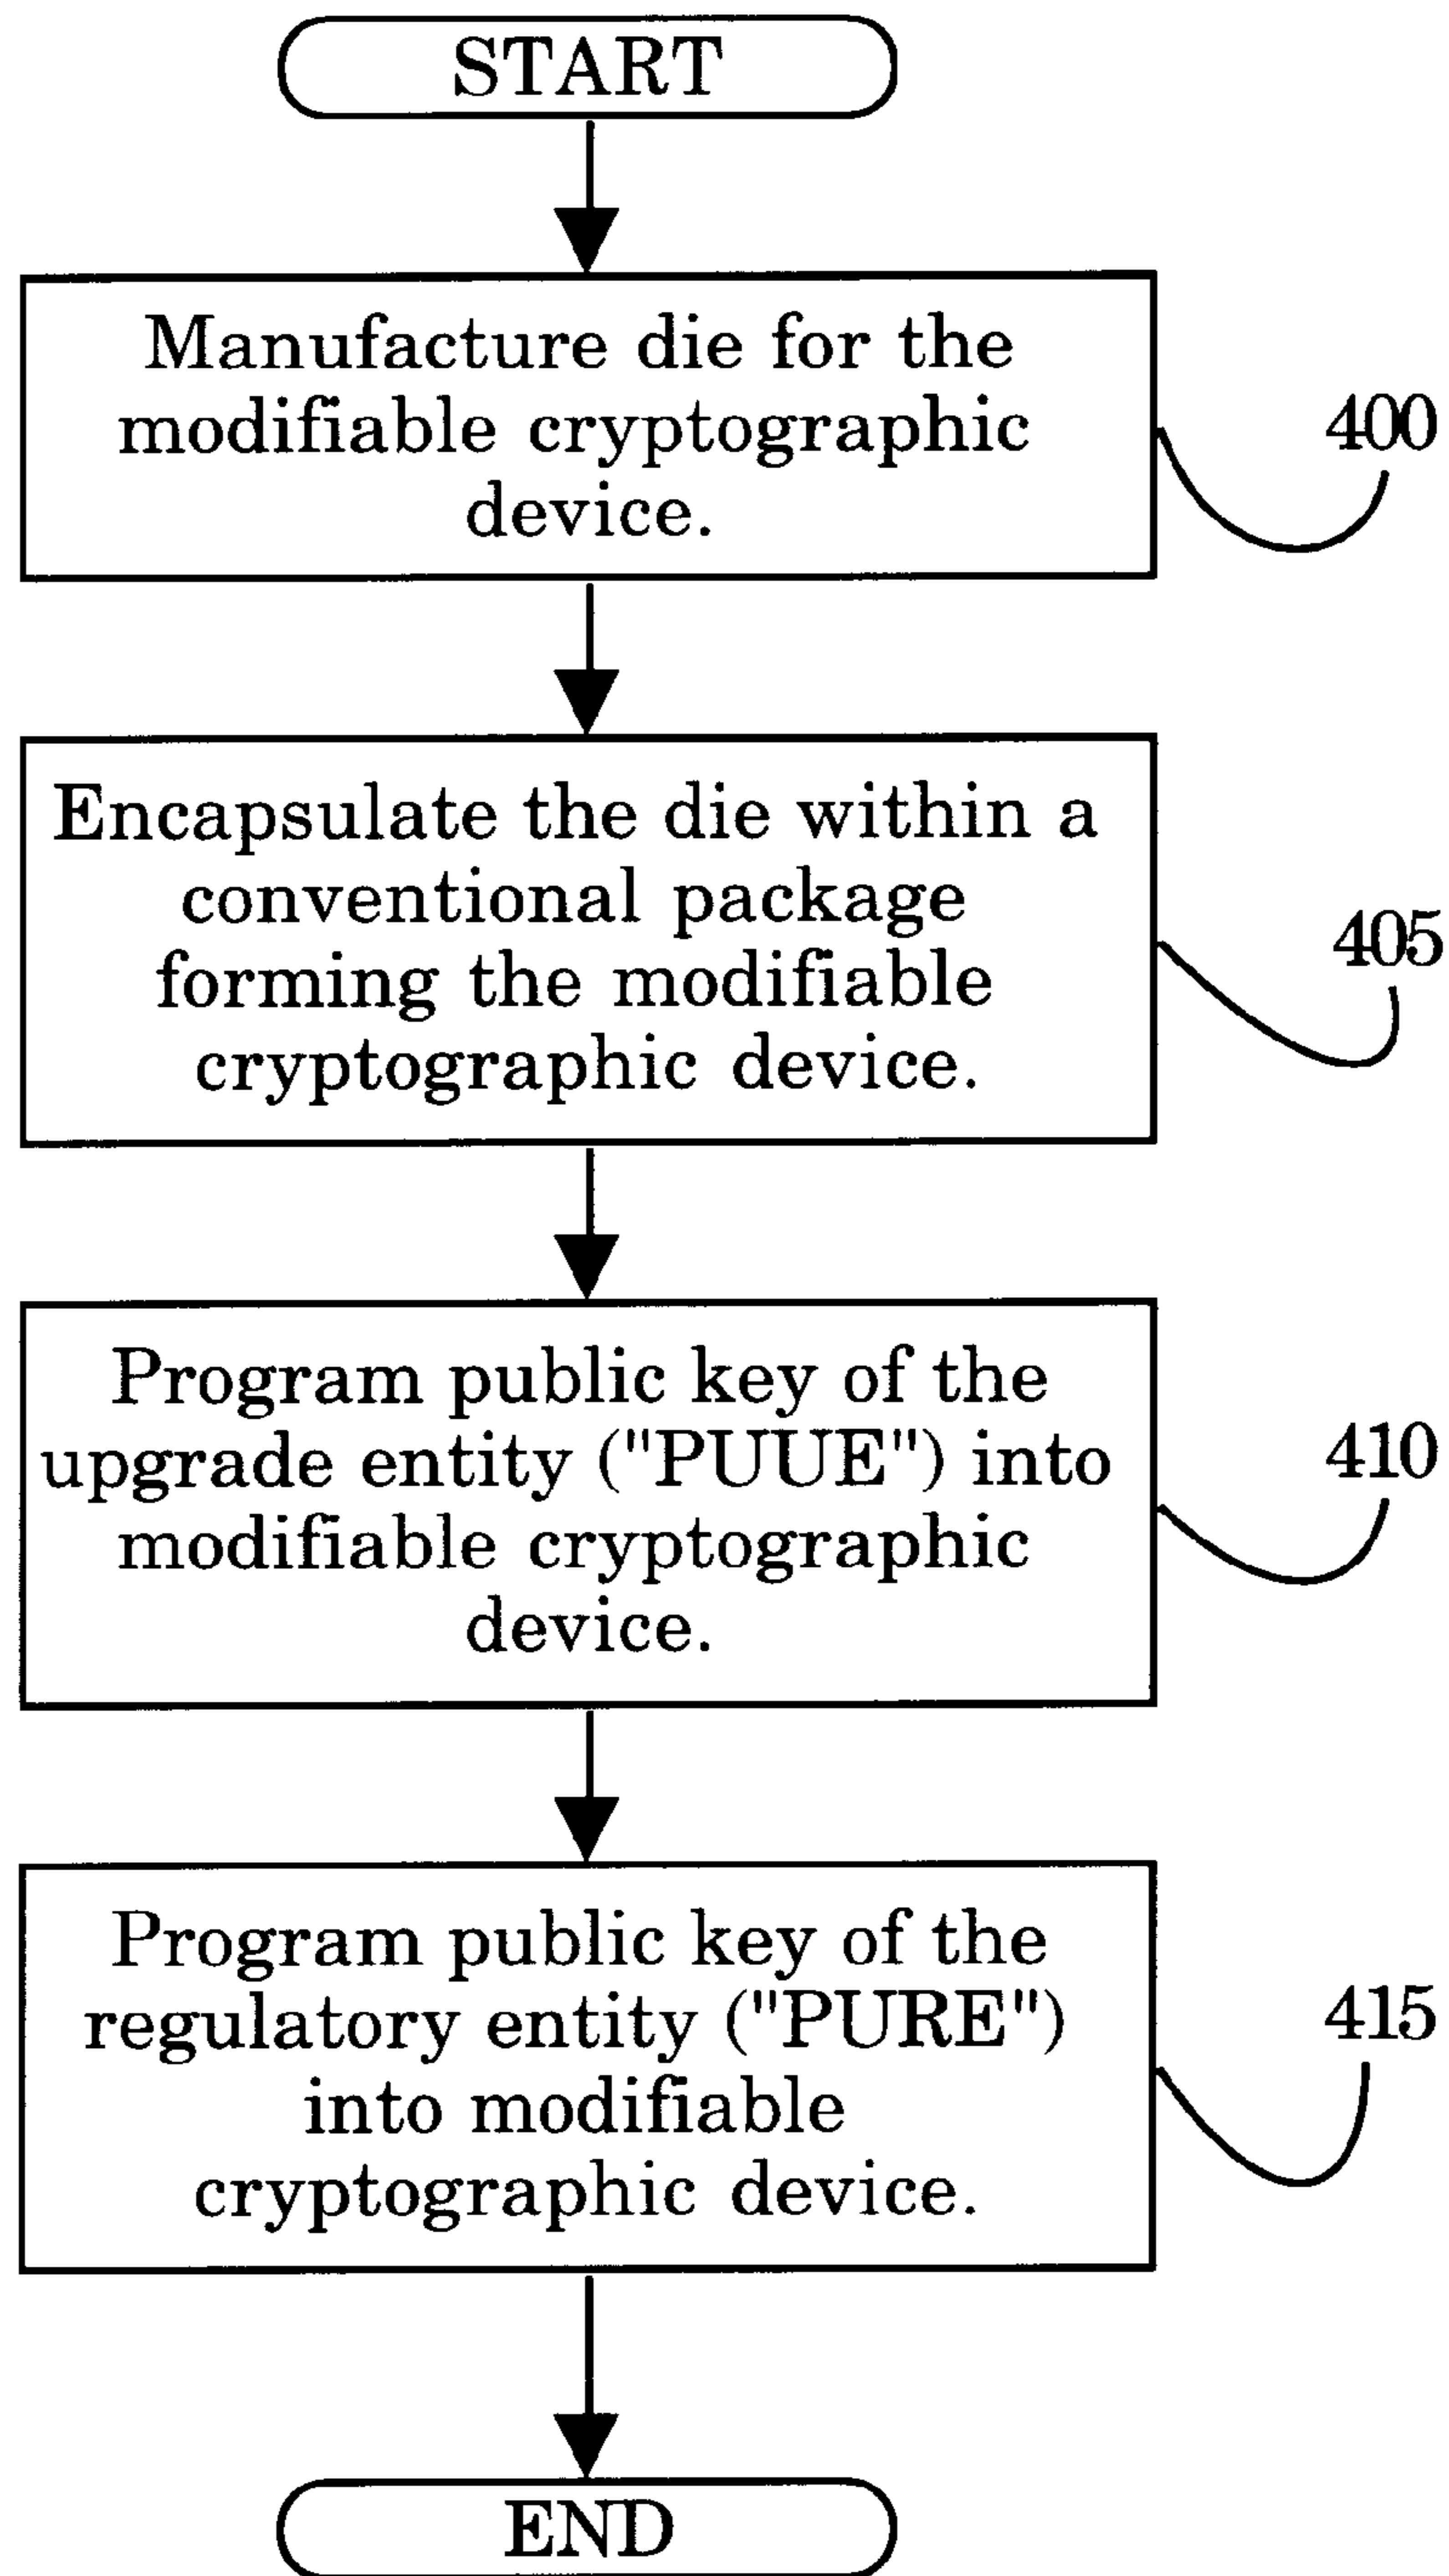 START
Manufacture die for the
modifiable cryptographic
device.
400
Encapsulate the die within a
conventional package
forming the modifiable
cryptographic device.
405
Program public key of the
upgrade entity ("PUUE") into
modifiable cryptographic
device.
410
Program public key of the
regulatory entity ("PURE")
into modifiable
cryptographic device.
415
END